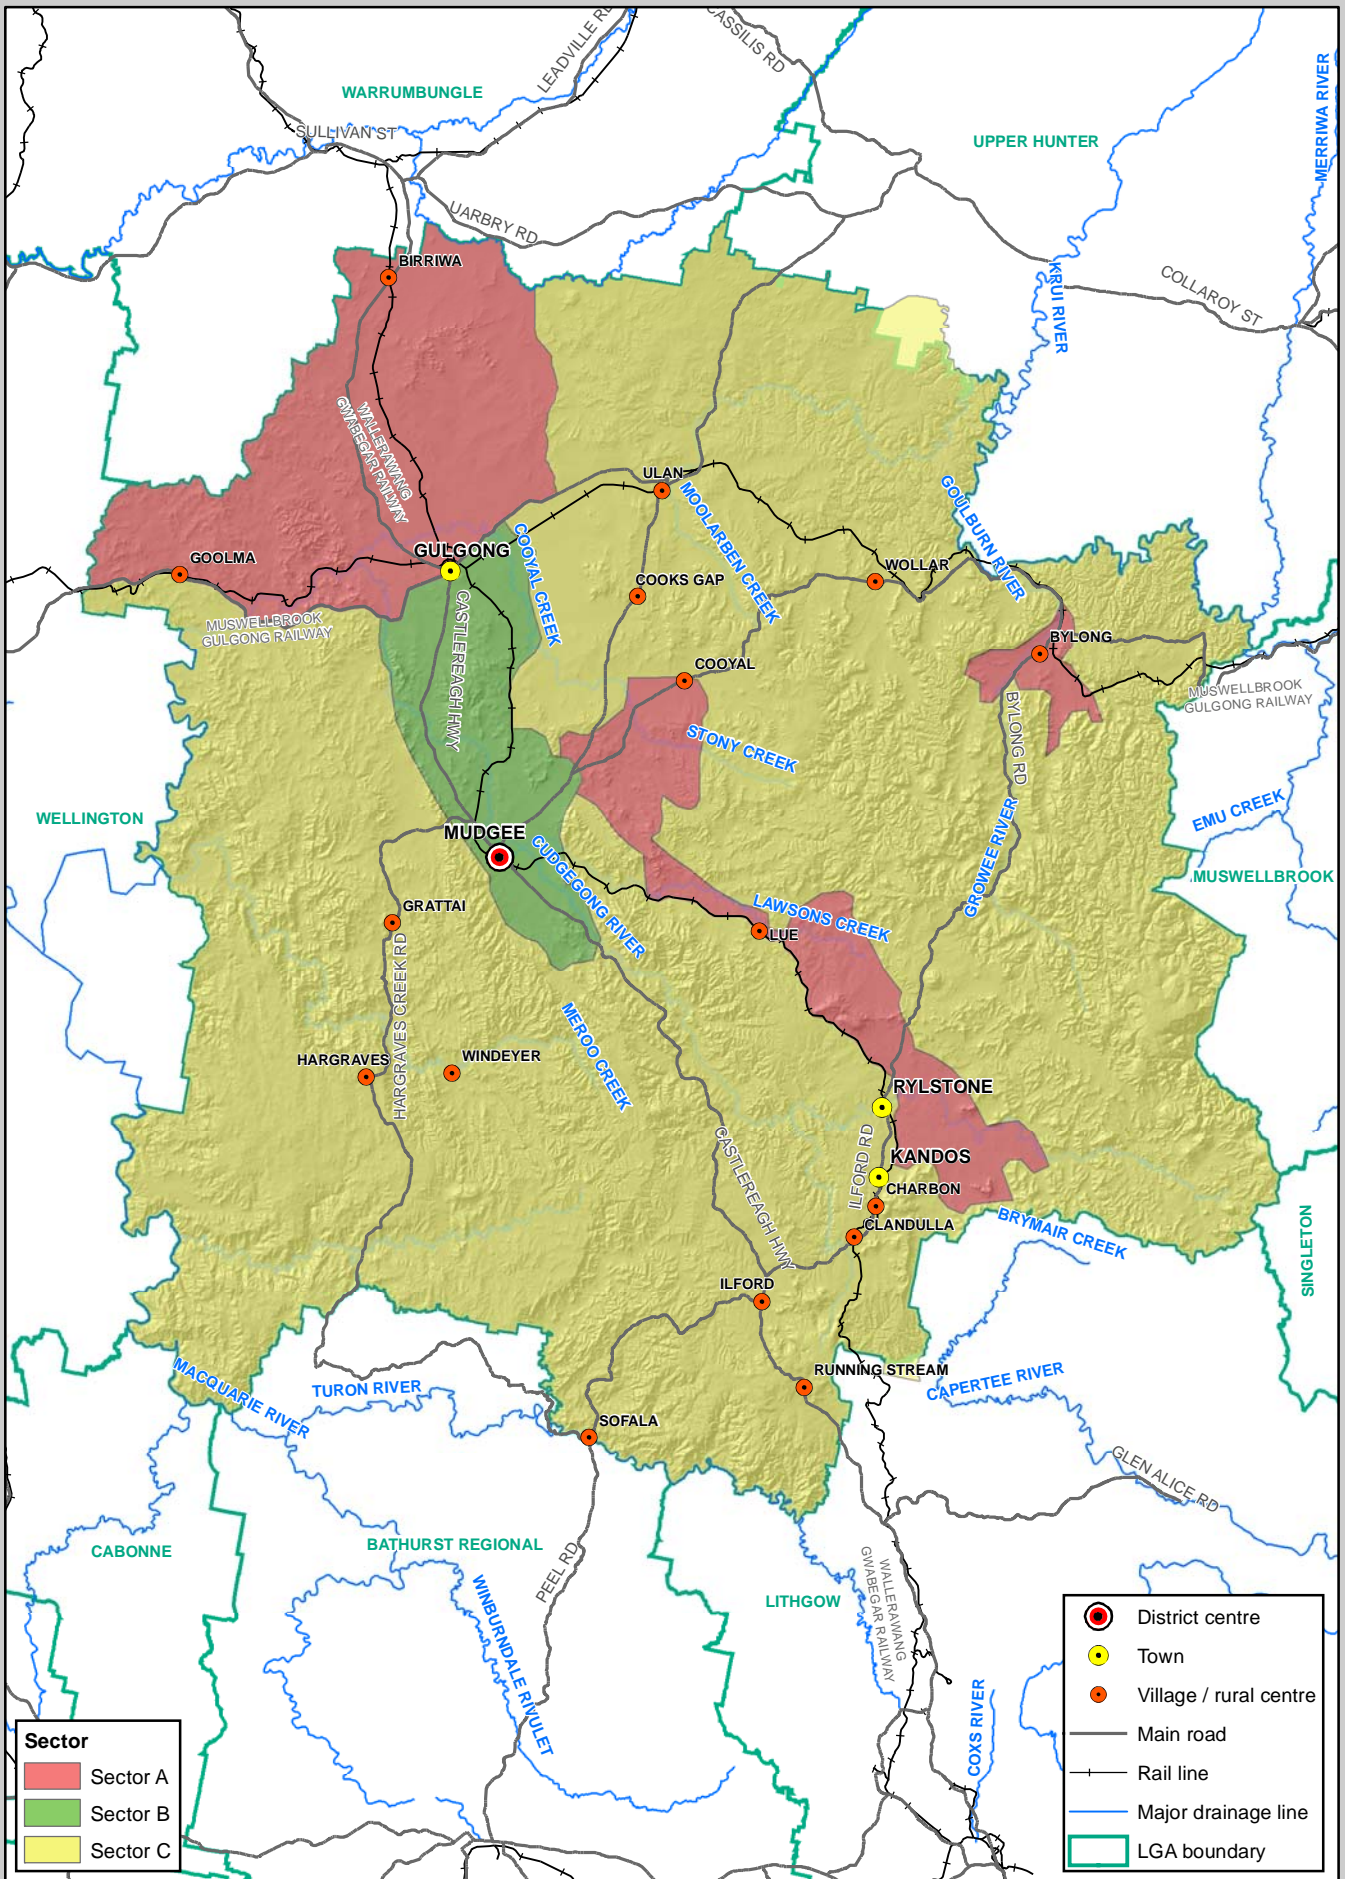 LEADVILLE RD
CASSILIS RD
WARRUMBUNGLE
SULLIVAN ST
UPPER HUNTER
MERRIWA RIVER
UARBRY RD
BIRRIWA
KRUI RIVER
COLLAROY ST
WALLERAWANG
GWABEGAR RAILWAY
ULAN
MOOLARBEN CREEK
GOULBURN RIVER
COOYAL CREEK
GULGONG
GOOLMA
WOLLAR
COOKS GAP
CASTLEREAGH HWY
MUSWELLBROOK
GULGONG RAILWAY
BYLONG
COOYAL
MUSWELLBROOK
GULGONG RAILWAY
BYLONG RD
STONY CREEK
WELLINGTON
EMU CREEK
MUDGEE
CUDGEGONG RIVER
GROWEE RIVER
MUSWELLBROOK
GRATTAI
LAWSONS CREEK
LUE
HARGRAVES CREEK RD
MEROO CREEK
HARGRAVES
WINDEYER
RYLSTONE
CASTLEREAGH HWY
ILFORD RD
KANDOS
CHARBON
CLANDULLA
BRYMAIR CREEK
SINGLETON
ILFORD
RUNNING STREAM
CAPERTEE RIVER
MACQUARIE RIVER
TURON RIVER
SOFALA
GLEN ALICE RD
CABONNE
BATHURST REGIONAL
PEEL RD
WINBURNDALE RIVULET
LITHGOW
WALLERAWANG
GWABEGAR RAILWAY
COXS RIVER
Sector
Sector A
Sector B
Sector C
District centre
Town
Village / rural centre
Main road
Rail line
Major drainage line
LGA boundary